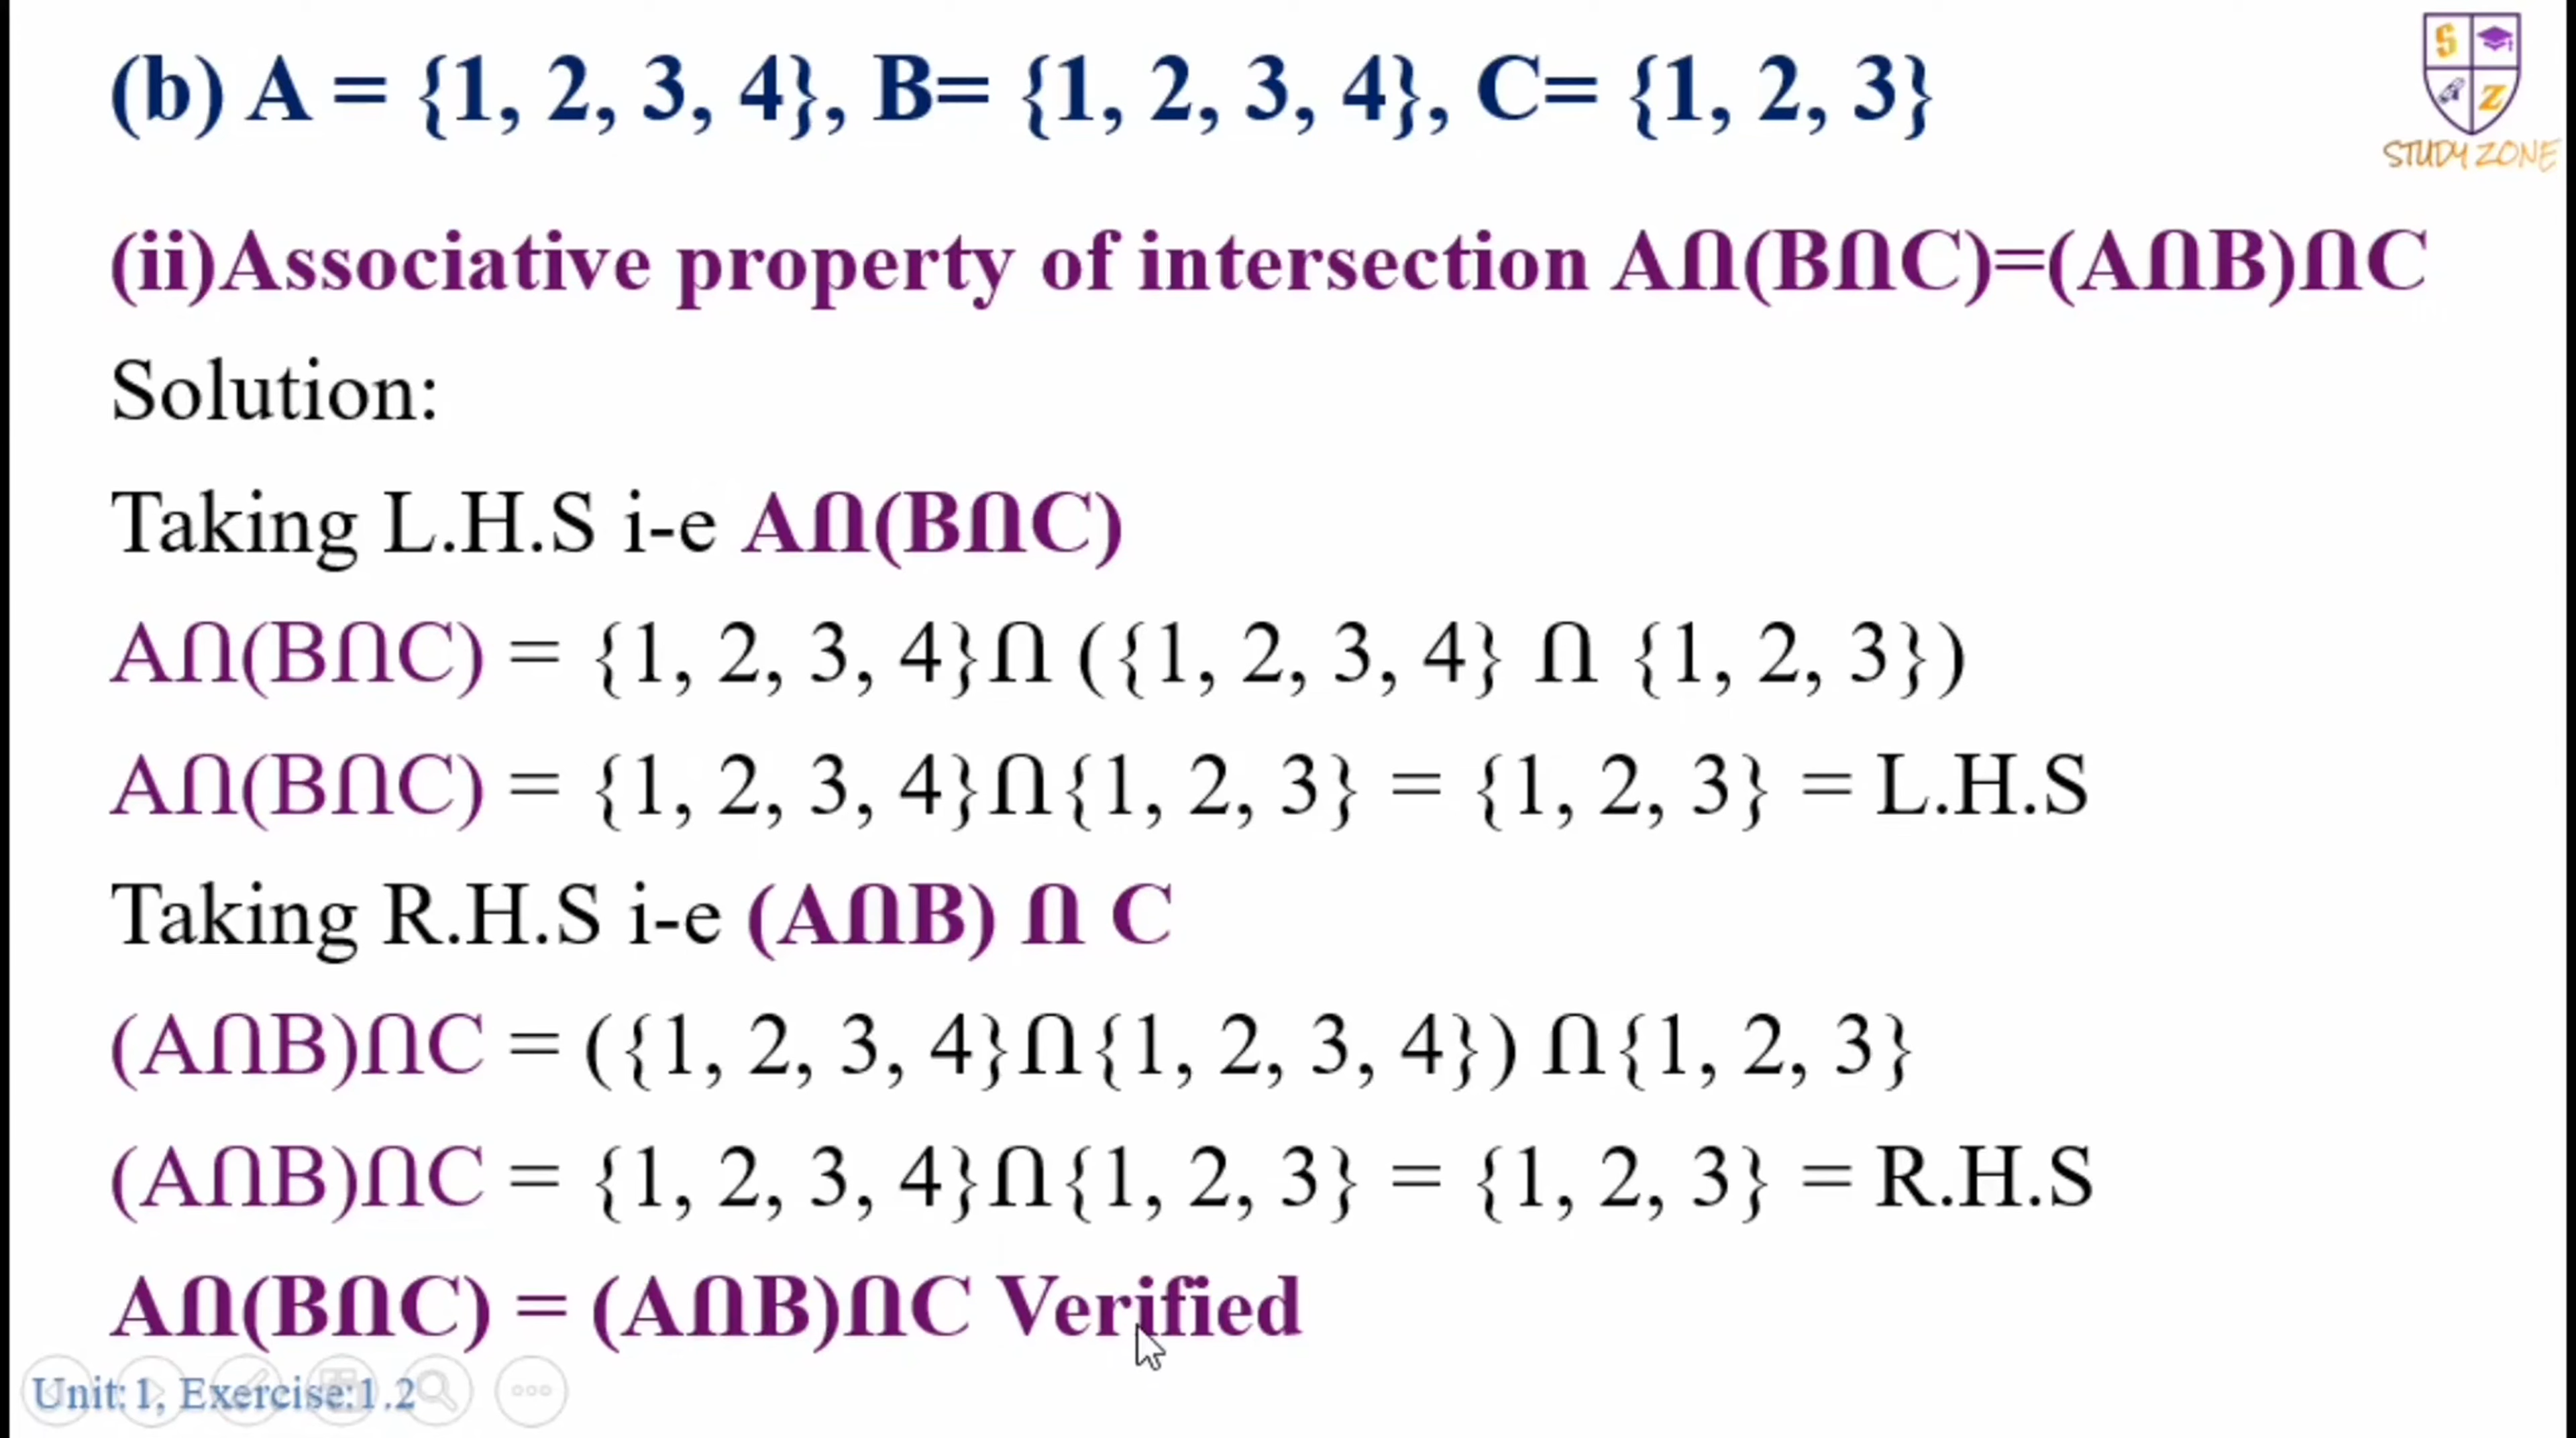 (b) A = {1, 2, 3, 4}, B= {1, 2, 3, 4}, C= {1, 2, 3}
S
Z
STUDY ZONE
(ii)Associative property of intersection A∩(B∩C)=(A∩B)∩C
Solution:
Taking L.H.S i-e A∩(B∩C)
A∩(B∩C) = {1, 2, 3, 4}∩ ({1, 2, 3, 4} ∩ {1, 2, 3})
A∩(B∩C) = {1, 2, 3, 4}∩{1, 2, 3} = {1, 2, 3} = L.H.S
Taking R.H.S i-e (A∩B) ∩ C
(A∩B)∩C = ({1, 2, 3, 4}∩{1, 2, 3, 4}) ∩{1, 2, 3}
(A∩B)∩C = {1, 2, 3, 4}∩{1, 2, 3} = {1, 2, 3} = R.H.S
A∩(B∩C) = (A∩B)∩C Verified
Unit: 1, Exercise:1.2